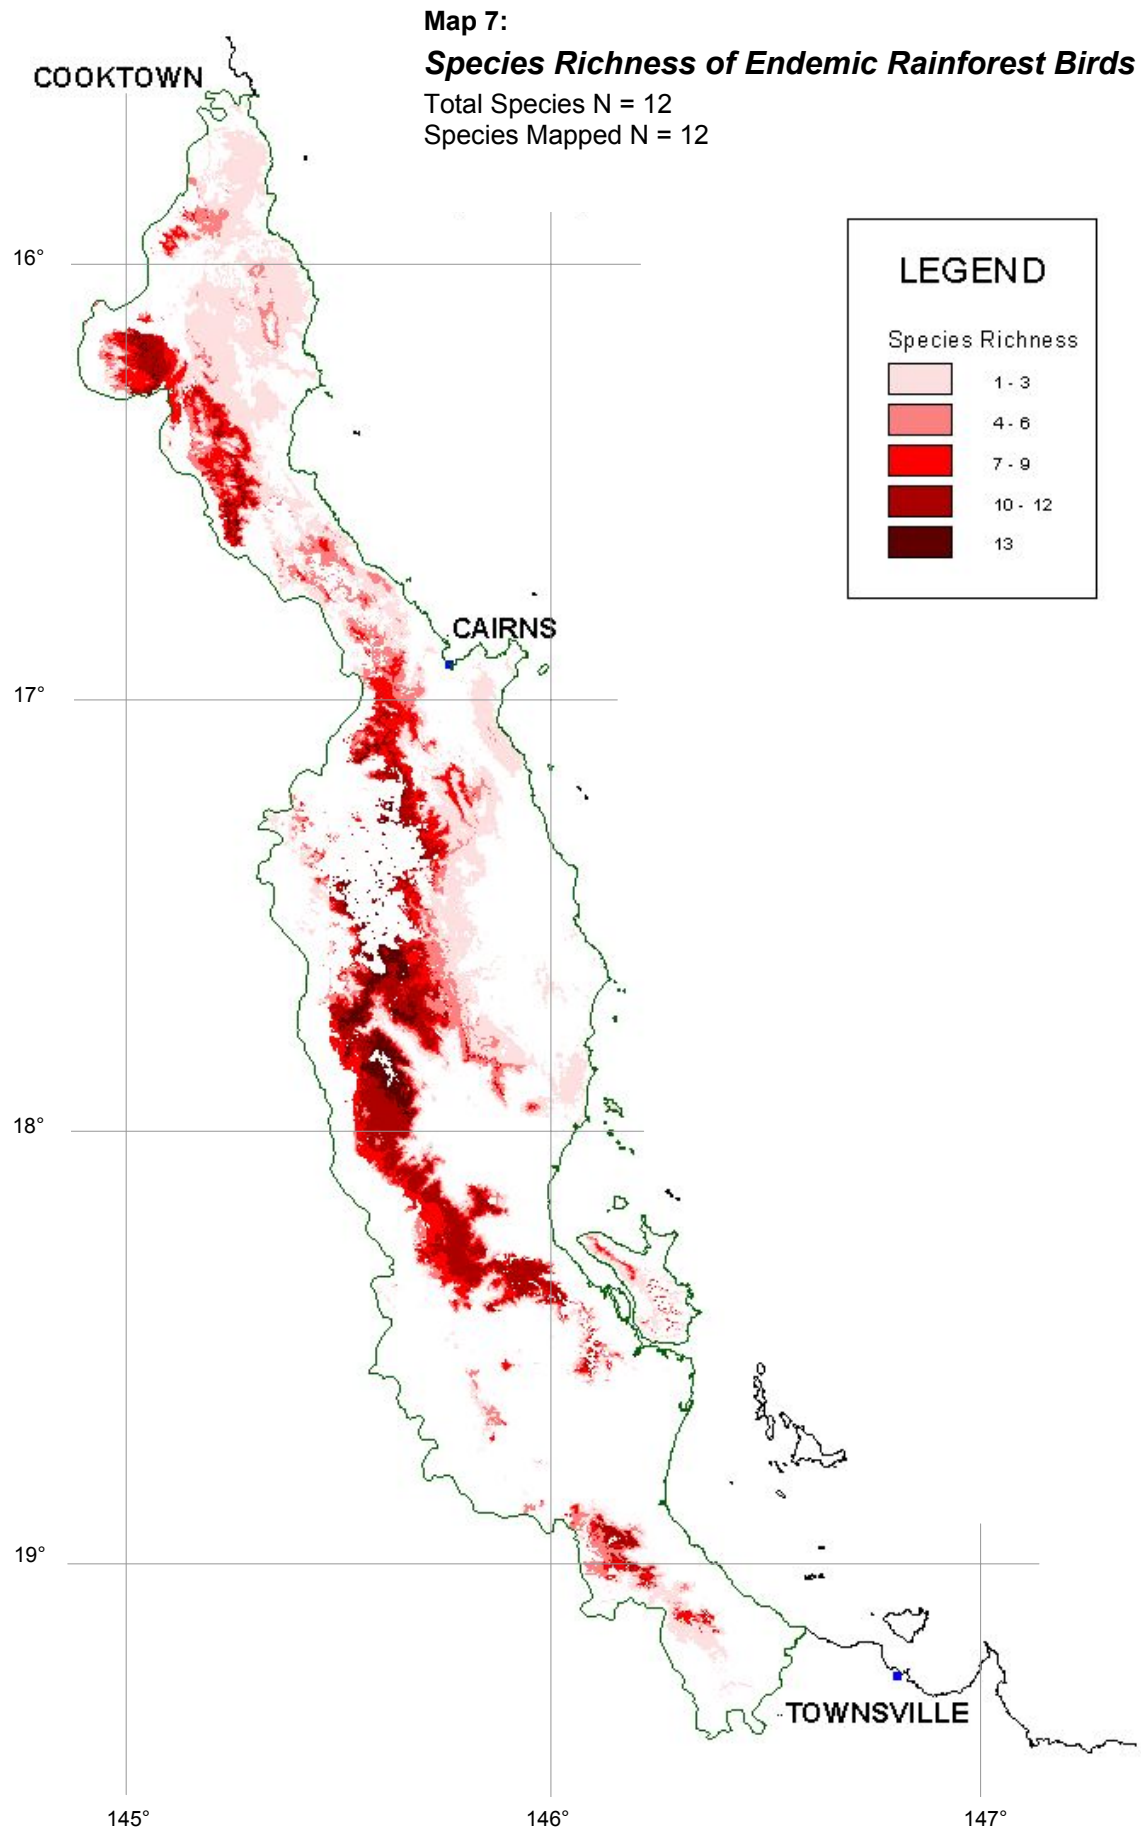 Map 7:
Species Richness of Endemic Rainforest Birds
Total Species N = 12
Species Mapped N = 12
COOKTOWN
16°
LEGEND
Species Richness
1 - 3
4 - 6
7 - 9
10 - 12
13
CAIRNS
17°
18°
19°
TOWNSVILLE
145°
146°
147°